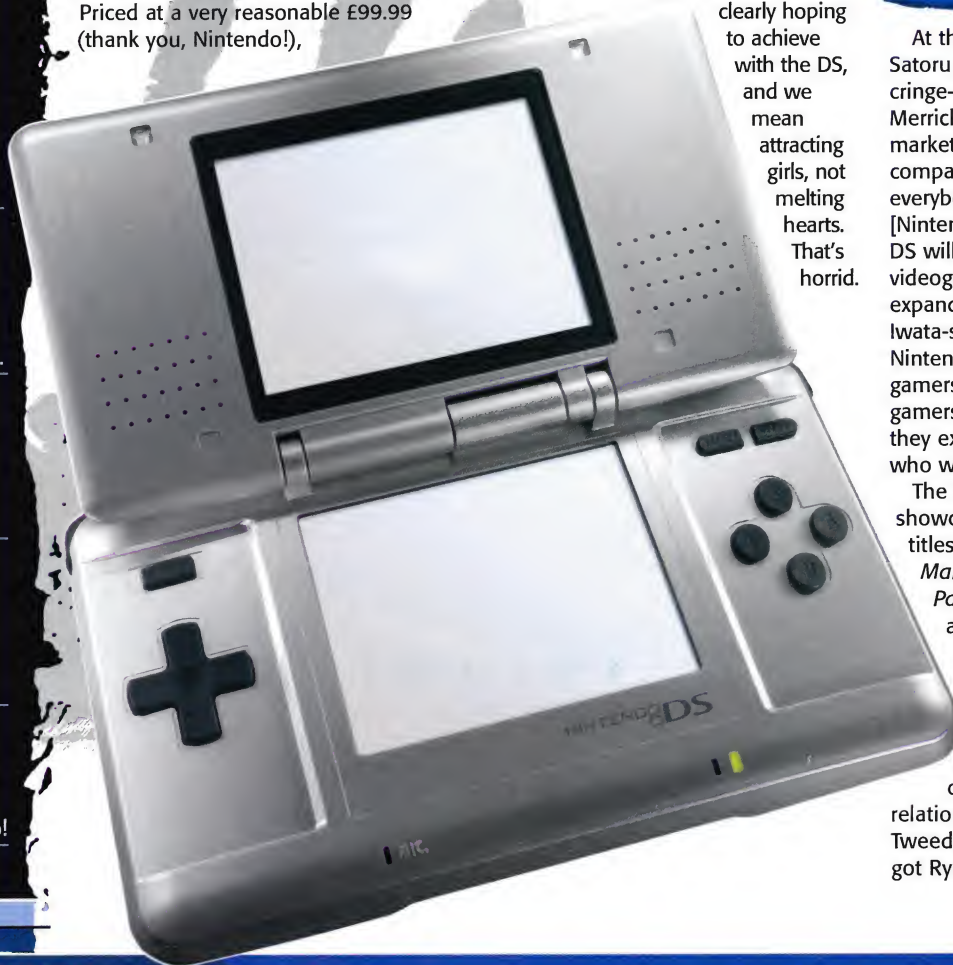 Priced at a very reasonable £99.99
(thank you, Nintendo!),
clearly hoping
to achieve
with the DS,
and we
mean
attracting
girls, not
melting
hearts.
That's
horrid.
At th
Satoru
cringe-
Merrick
market
compa
everyb
[Ninten
DS will
videog
expand
Iwata-s
Nintend
gamers
gamers
they ex
who w
The
showc
titles
Ma
Po
a
relatio
Tweed
got Ry
NINTENDO DS
MIC.